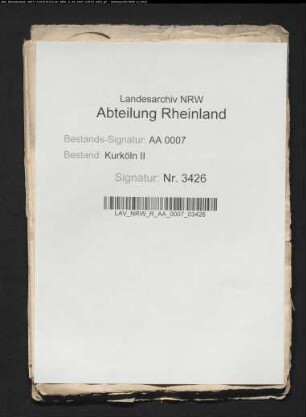 Landesarchiv NRW
Abteilung Rheinland
Bestands-Signatur: AA 0007
Bestand: Kurköln II
Signatur: Nr. 3426
LAV_NRW_R_AA_0007_03426